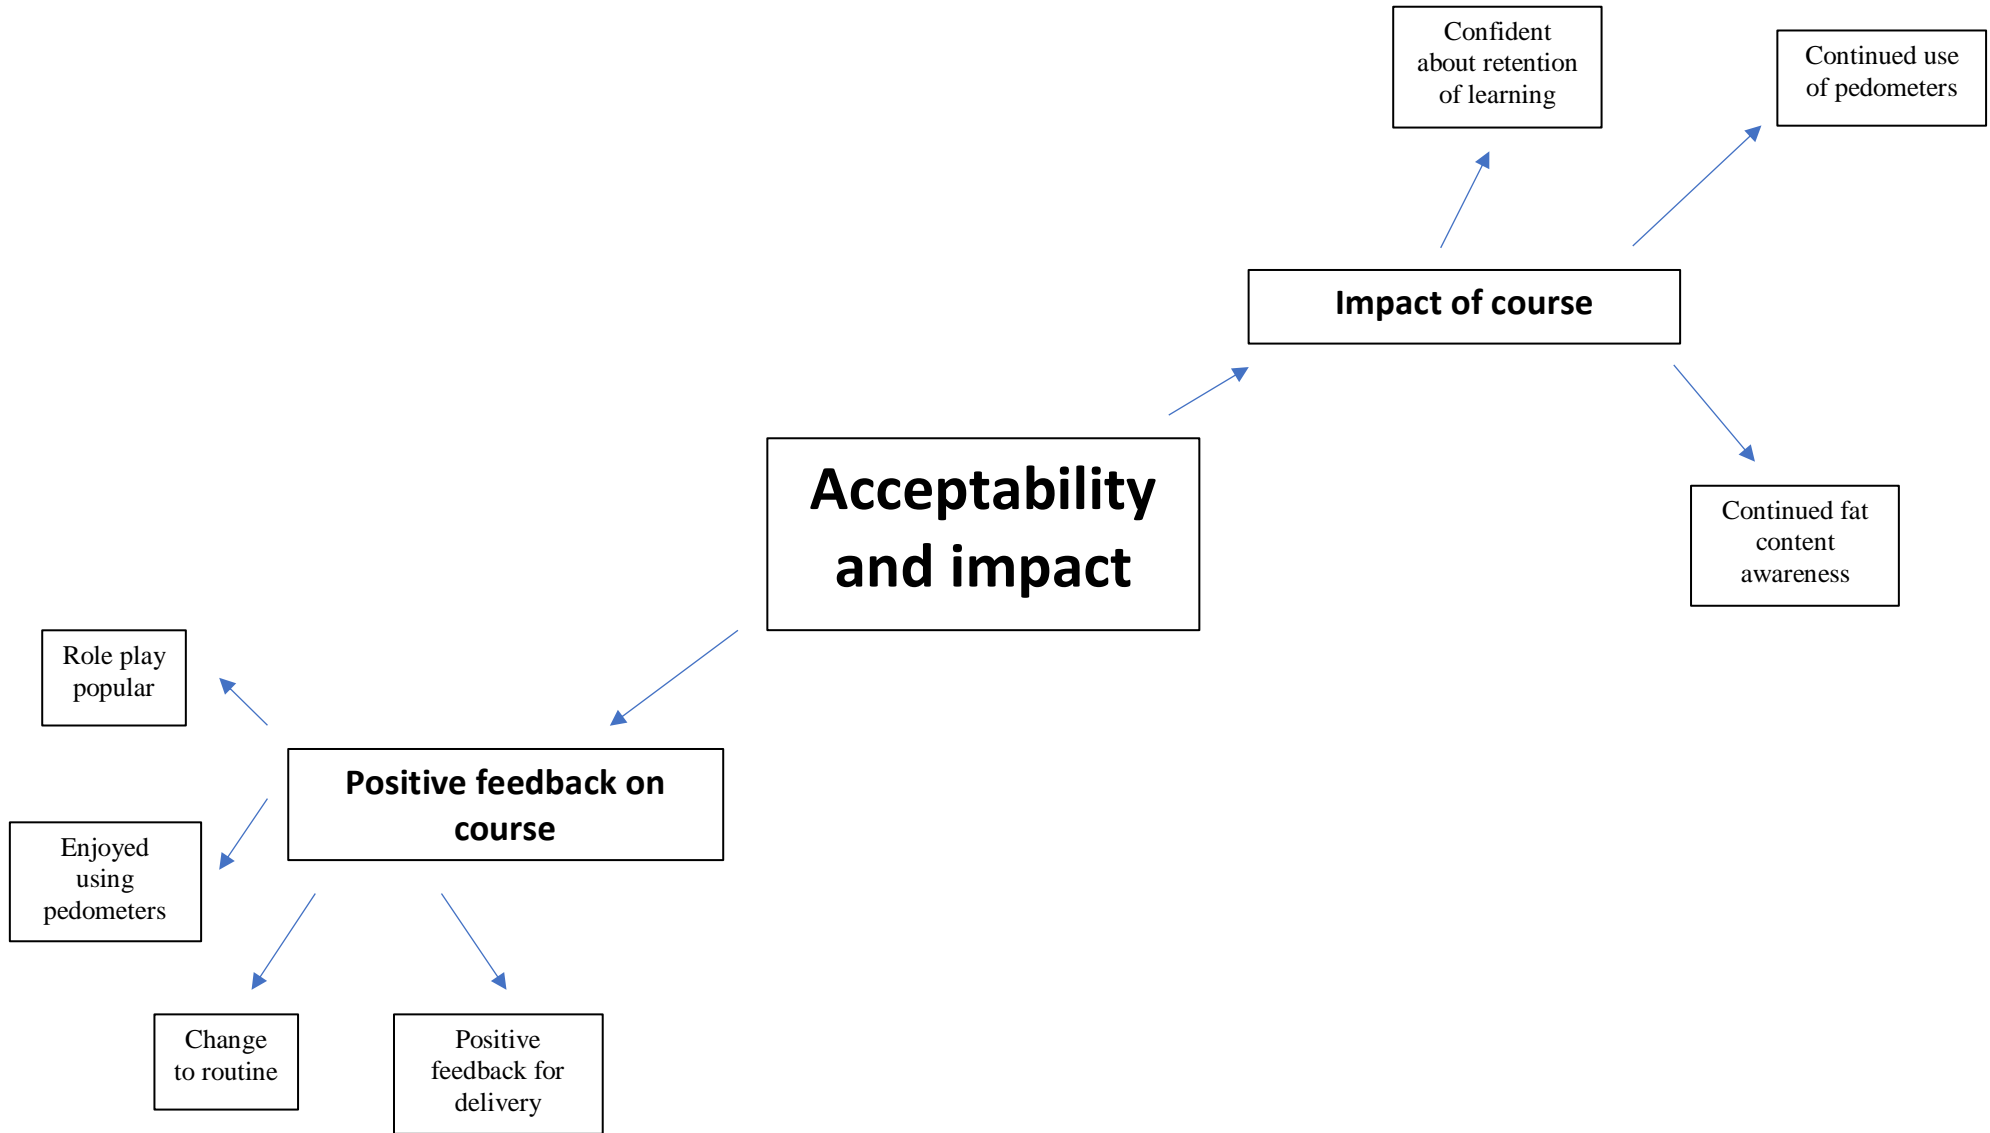 Confident
about retention
of learning
Continued use
of pedometers
Impact of course
Acceptability
and impact
Continued fat
content
awareness
Role play
popular
Positive feedback on
course
Enjoyed
using
pedometers
Change
to routine
Positive
feedback for
delivery